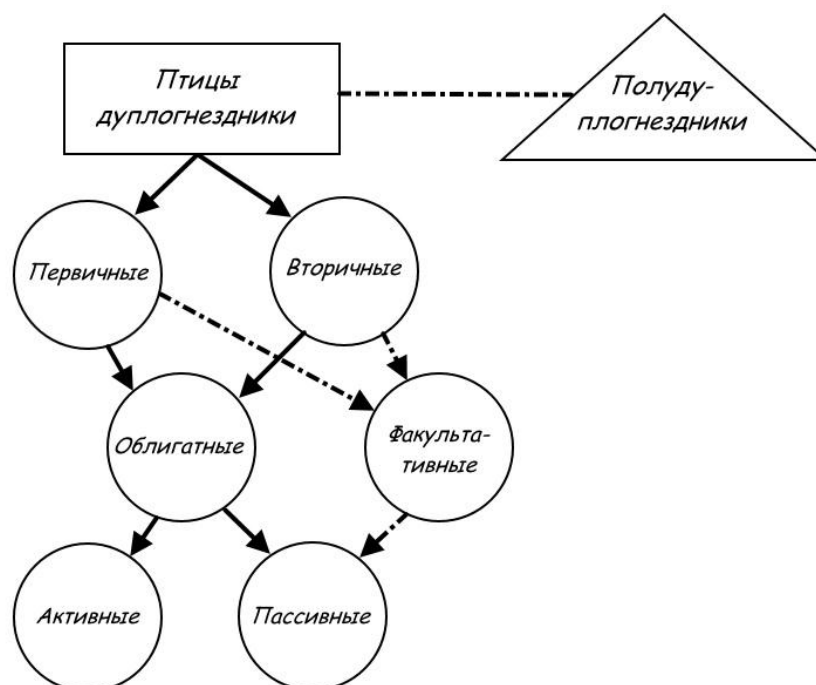 Птицы
дуплогнездники
Полуду-
плогнездники
Первичные
Вторичные
Облигатные
Факульта-
тивные
Активные
Пассивные